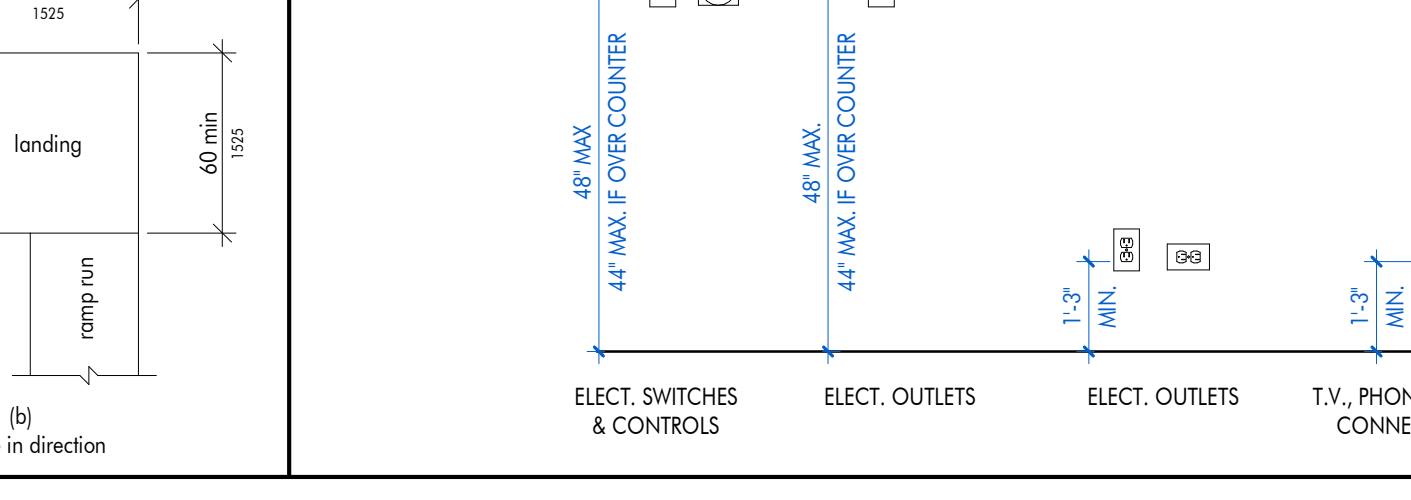 1525
landing
60 min
1525
ramp run
(b)
in direction
48" MAX
44" MAX. IF OVER COUNTER
48" MAX.
44" MAX. IF OVER COUNTER
1'-3"
MIN.
1'-3"
MIN.
ELECT. SWITCHES
& CONTROLS
ELECT. OUTLETS
ELECT. OUTLETS
T.V., PHON
CONNE